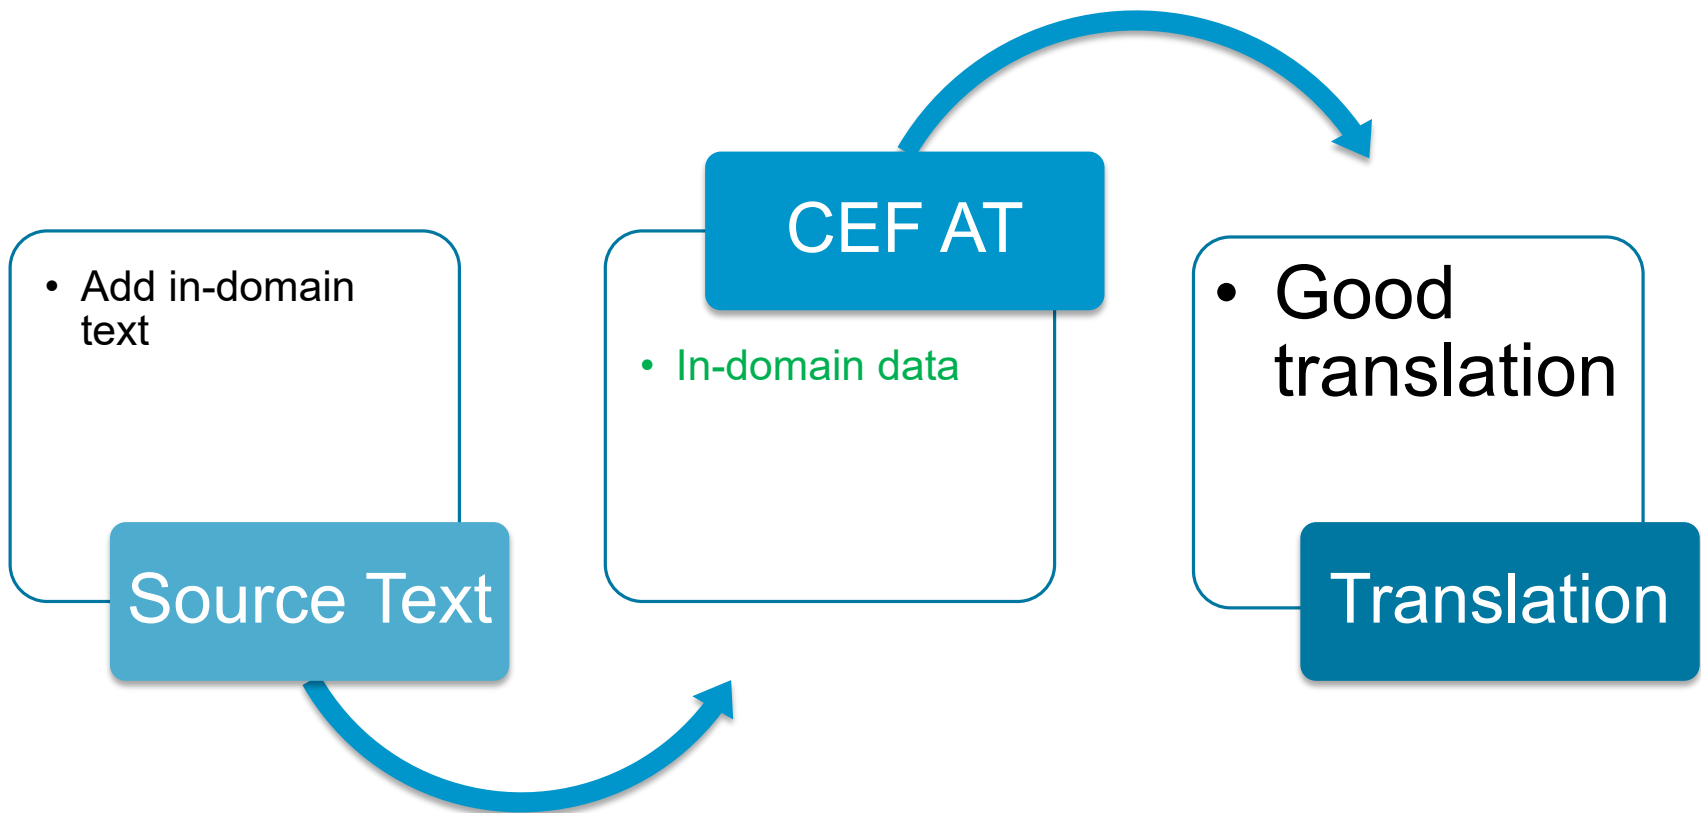 • Add in-domain
text
Source Text
CEF AT
• In-domain data
• Good
translation
Translation